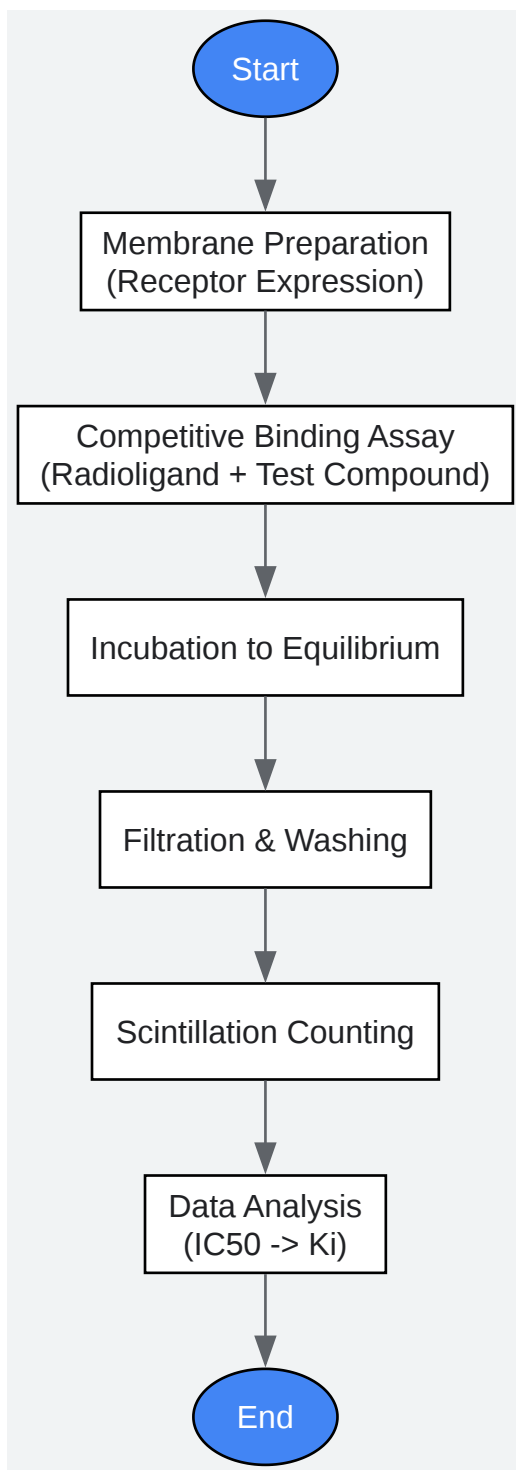 Start
Membrane Preparation
(Receptor Expression)
Competitive Binding Assay
(Radioligand + Test Compound)
Incubation to Equilibrium
Filtration & Washing
Scintillation Counting
Data Analysis
(IC50 -> Ki)
End